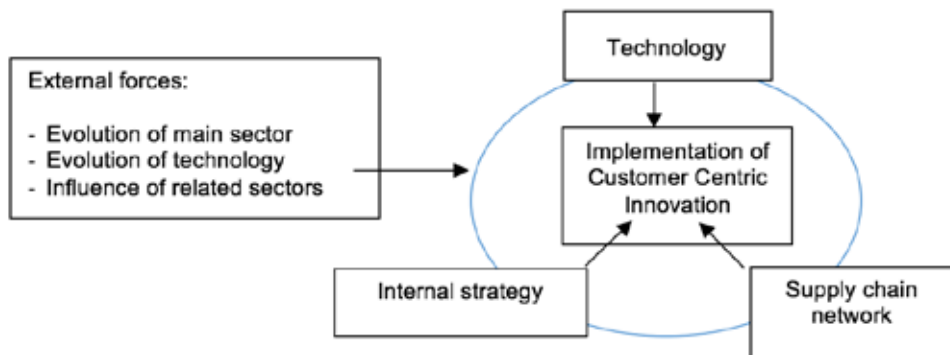 External forces:
- Evolution of main sector
- Evolution of technology
- Influence of related sectors
Technology
Implementation of
Customer Centric
Innovation
Internal strategy
Supply chain
network